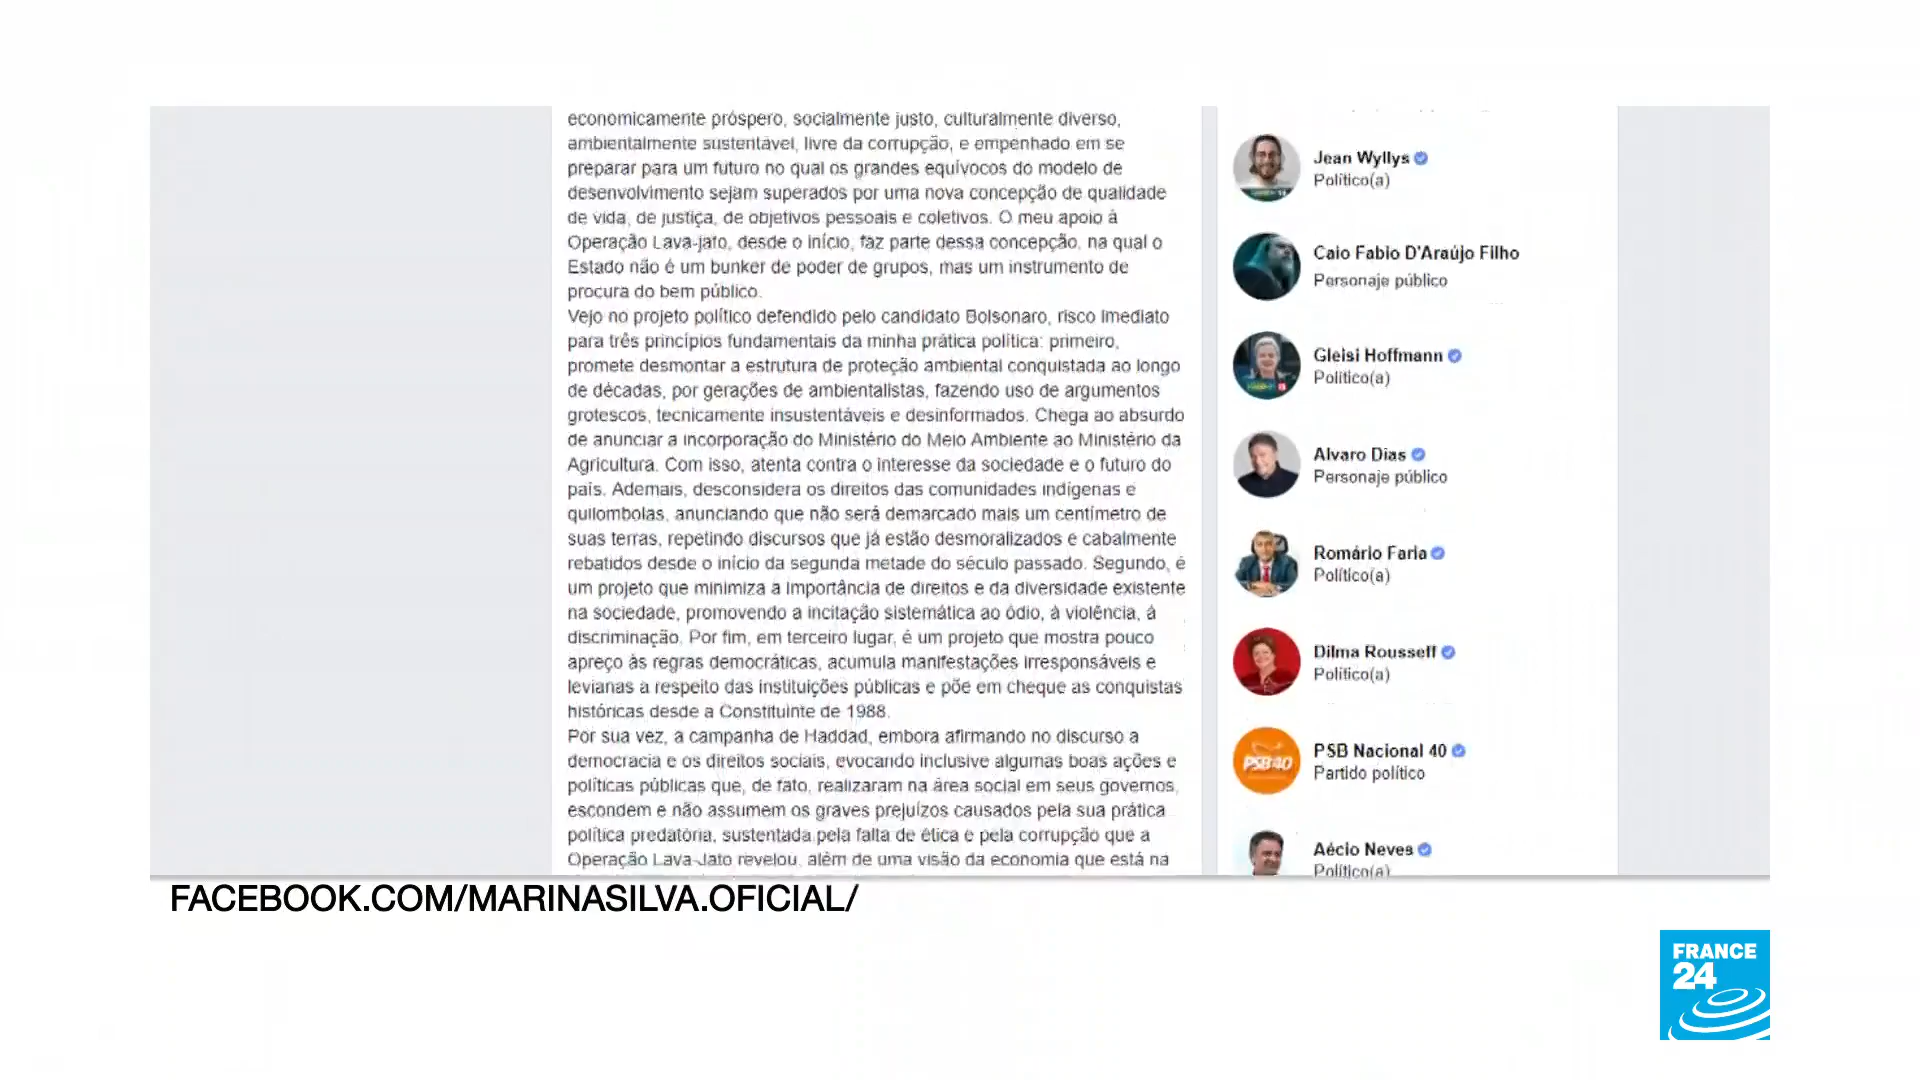 economicamente próspero, socialmente justo, culturalmente diverso,
ambientalmente sustentável, livre da corrupção, e empenhado em se
preparar para um futuro no qual os grandes equívocos do modelo de
desenvolvimento sejam superados por uma nova concepção de qualidade
de vida, de justiça, de objetivos pessoais e coletivos. O meu apoio à
Operação Lava-jato, desde o início, faz parte dessa concepção, na qual o
Estado não é um bunker de poder de grupos, mas um instrumento de
procura do bem público.
Vejo no projeto político defendido pelo candidato Bolsonaro, risco imediato
para três princípios fundamentais da minha prática política: primeiro,
promete desmontar a estrutura de proteção ambiental conquistada ao longo
de décadas, por gerações de ambientalistas, fazendo uso de argumentos
grotescos, tecnicamente insustentáveis e desinformados. Chega ao absurdo
de anunciar a incorporação do Ministério do Meio Ambiente ao Ministério da
Agricultura. Com isso, atenta contra o interesse da sociedade e o futuro do
país. Ademais, desconsidera os direitos das comunidades indígenas e
quilombolas, anunciando que não será demarcado mais um centímetro de
suas terras, repetindo discursos que já estão desmoralizados e cabalmente
rebatidos desde o início da segunda metade do século passado. Segundo, é
um projeto que minimiza a importância de direitos e da diversidade existente
na sociedade, promovendo a incitação sistemática ao ódio, à violência, à
discriminação. Por fim, em terceiro lugar, é um projeto que mostra pouco
apreço às regras democráticas, acumula manifestações irresponsáveis e
levianas a respeito das instituições públicas e põe em cheque as conquistas
históricas desde a Constituinte de 1988.
Por sua vez, a campanha de Haddad, embora afirmando no discurso a
democracia e os direitos sociais, evocando inclusive algumas boas ações e
políticas públicas que, de fato, realizaram na área social em seus governos,
escondem e não assumem os graves prejuízos causados pela sua prática
política predatória, sustentada pela falta de ética e pela corrupção que a
Operação Lava-Jato revelou, além de uma visão da economia que está na
Jean Wyllys
Político(a)
Caio Fabio D'Araújo Filho
Personaje público
Gleisi Hoffmann
Político(a)
Alvaro Dias
Personaje público
Romário Faria
Político(a)
Dilma Rousseff
Político(a)
PSB40
PSB Nacional 40
Partido político
Aécio Neves
Político(a)
FACEBOOK.COM/MARINASILVA.OFICIAL/
FRANCE
24